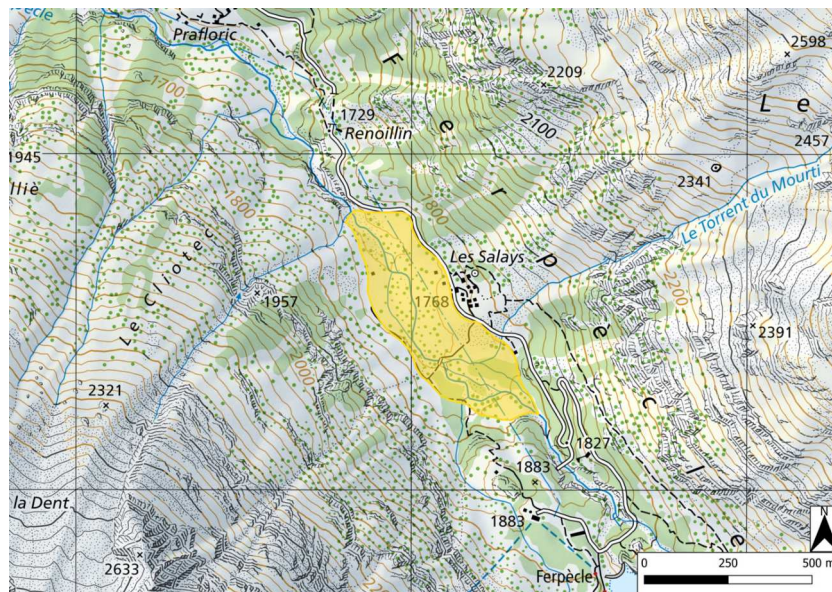 Prafloric
1700
1729
Renoillin
F e r p è c l e
2209
2598
2100
L e
2457
1945
lliè
2341
Le Torrent du Mourti
1800
1800
Les Salays
Le Cliotec
1957
1768
2200
2391
2000
2321
1827
1883
la Dent
1883
2633
Ferpècle
N
0 250 500 m